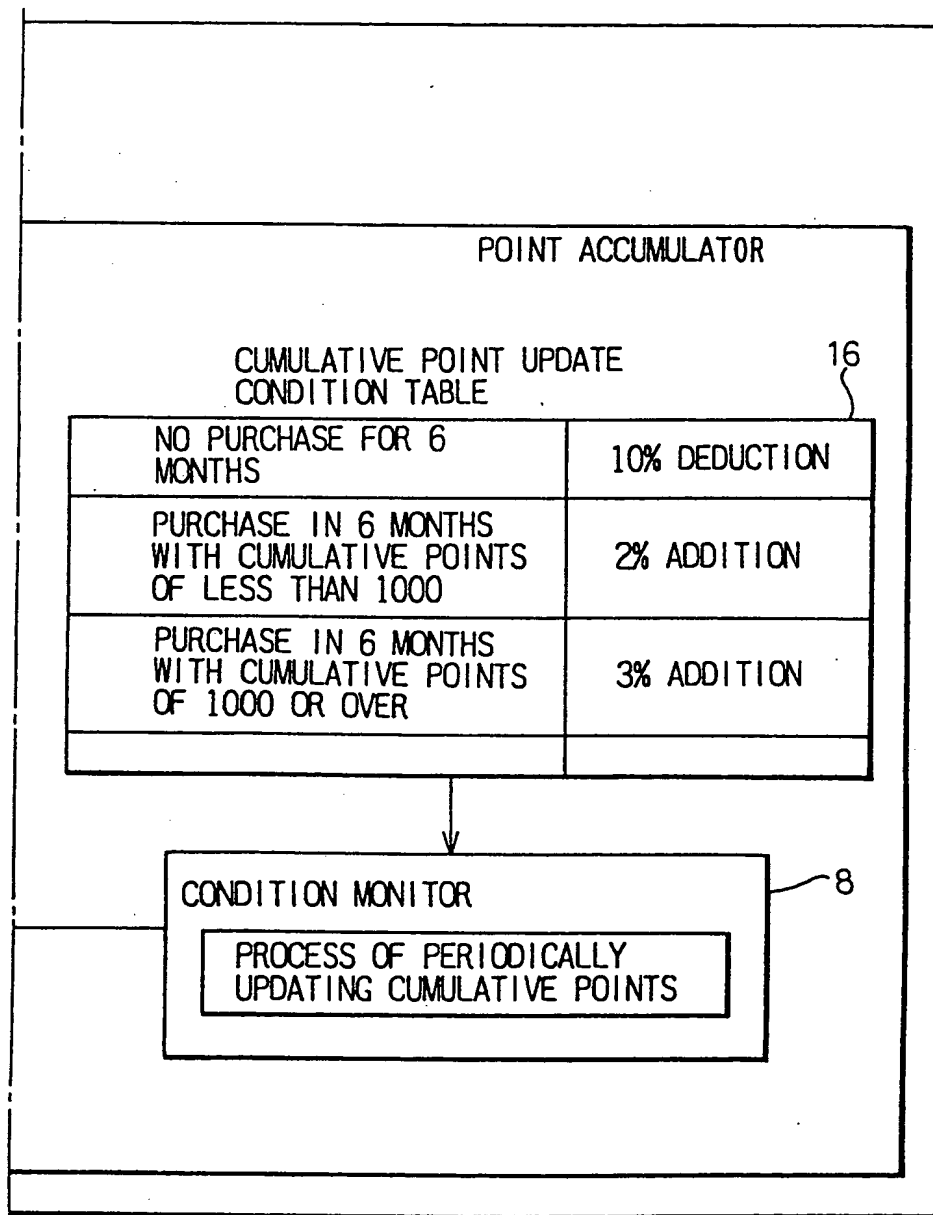 POINT ACCUMULATOR
CUMULATIVE POINT UPDATE
CONDITION TABLE
16
NO PURCHASE FOR 6
MONTHS
10% DEDUCTION
PURCHASE IN 6 MONTHS
WITH CUMULATIVE POINTS
OF LESS THAN 1000
2% ADDITION
PURCHASE IN 6 MONTHS
WITH CUMULATIVE POINTS
OF 1000 OR OVER
3% ADDITION
CONDITION MONITOR
8
PROCESS OF PERIODICALLY
UPDATING CUMULATIVE POINTS